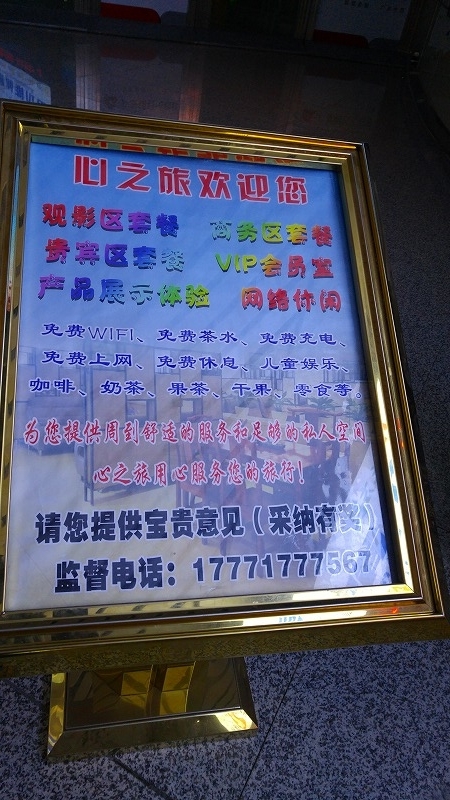 心之旅欢迎您
观影区套餐 商务区套餐
贵宾区套餐 VIP会员室
产品展示体验 网络休闲
免费WIFI、免费茶水、免费充电、
免费上网、免费休息、儿童娱乐、
咖啡、奶茶、果茶、干果、零食等。
为您提供周到舒适的服务和足够的私人空间
心之旅用心服务您的旅行!
请您提供宝贵意见(采纳有奖)
监督电话:17771777567